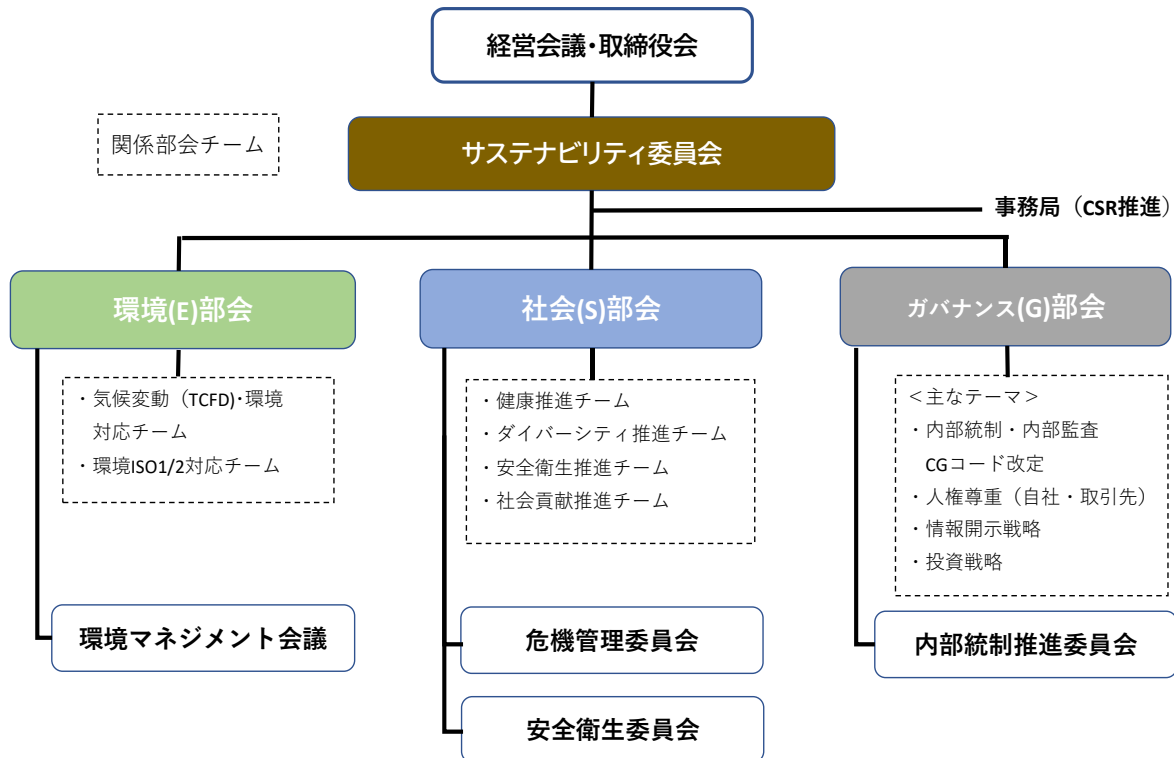 経営会議・取締役会
関係部会チーム
サステナビリティ委員会
事務局（CSR推進）
環境(E)部会
社会(S)部会
ガバナンス(G)部会
・気候変動（TCFD)･環境
対応チーム
・環境ISO1/2対応チーム
・健康推進チーム
・ダイバーシティ推進チーム
・安全衛生推進チーム
・社会貢献推進チーム
＜主なテーマ＞
・内部統制・内部監査
CGコード改定
・人権尊重（自社・取引先）
・情報開示戦略
・投資戦略
環境マネジメント会議
危機管理委員会
内部統制推進委員会
安全衛生委員会